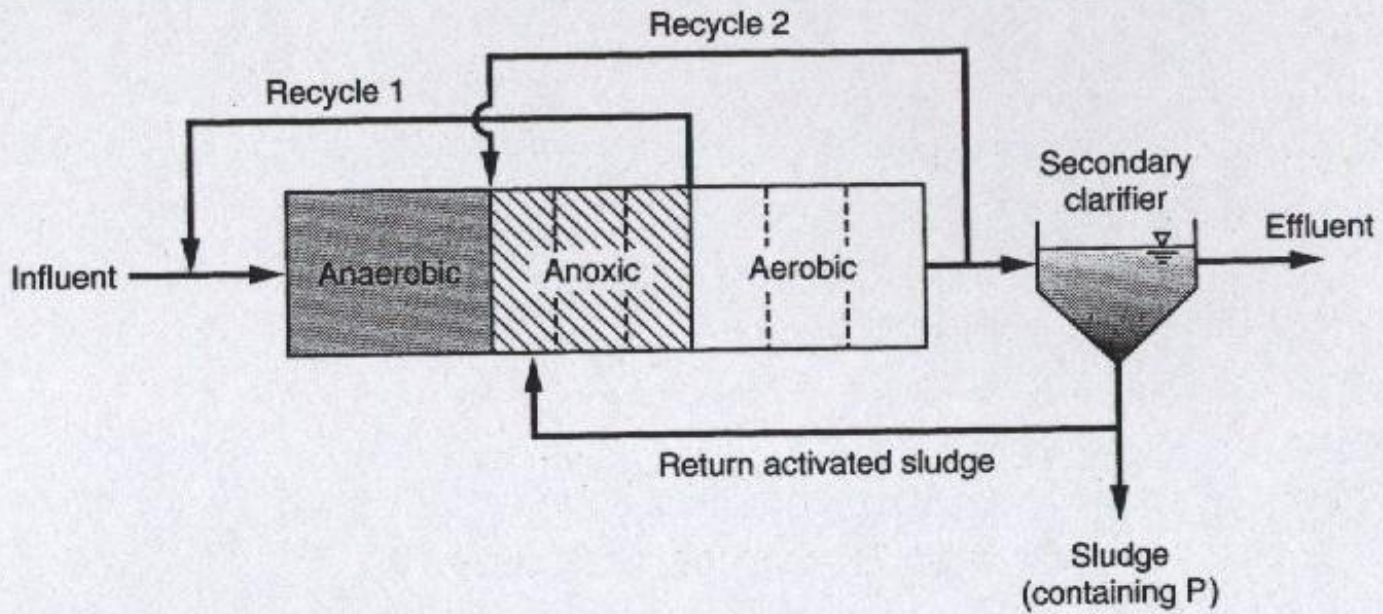 Recycle 2
Recycle 1
Secondary
clarifier
Effluent
Influent
Anaerobic
Anoxic
Aerobic
Return activated sludge
Sludge
(containing P)